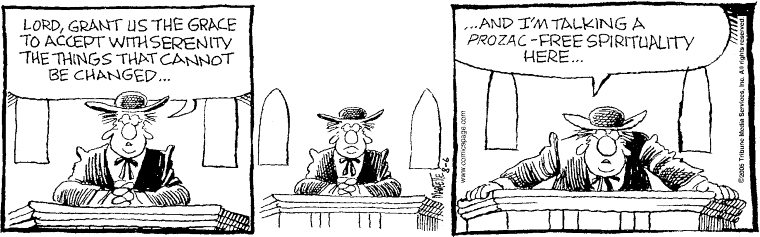 LORD, GRANT US THE GRACE
TO ACCEPT WITH SERENITY
THE THINGS THAT CANNOT
BE CHANGED...
MARLETTE
8-6
...AND I'M TALKING A
PROZAC-FREE SPIRITUALITY
HERE...
www.comicspage.com
©2006 Tribune Media Services, Inc. All rights reserved.